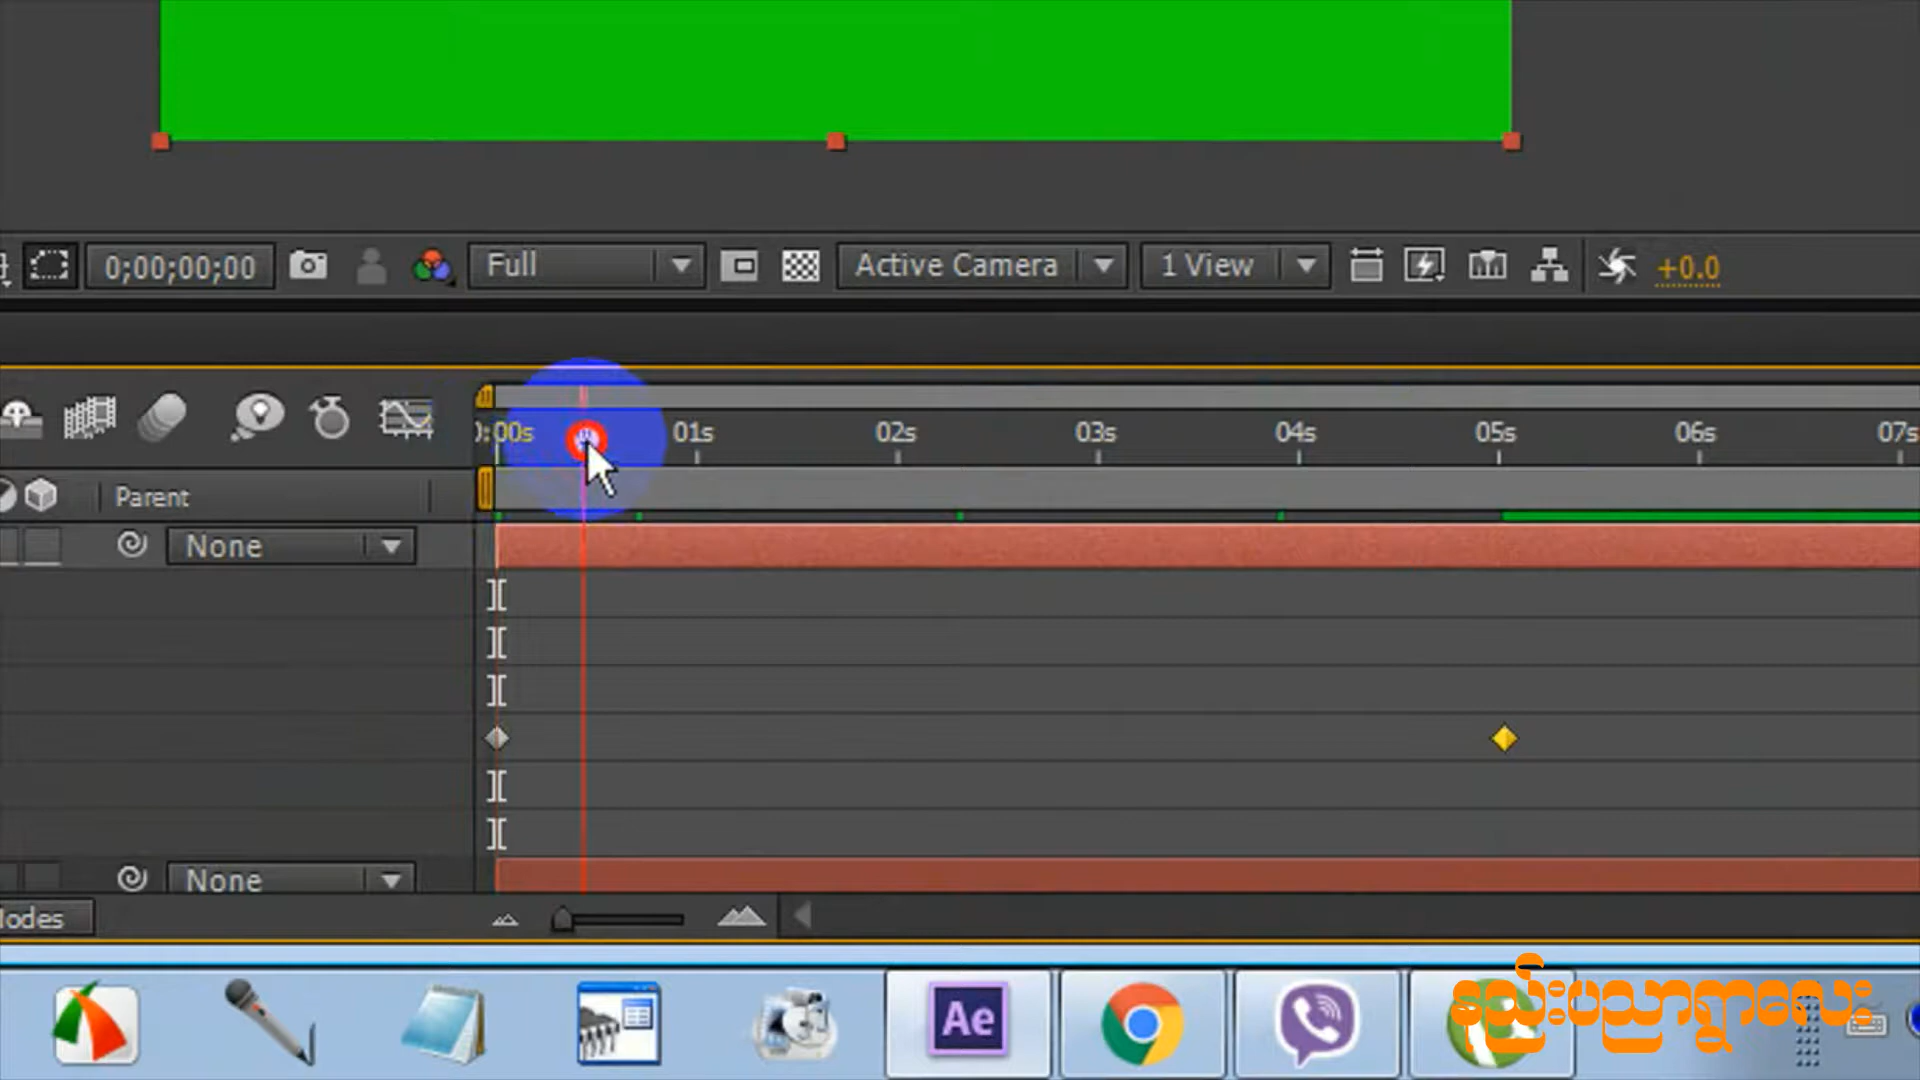 0;00;00;00 Full Active Camera 1 View +0.0
0:00s 01s 02s 03s 04s 05s 06s 07s
Parent
None
None
lodes
Ae
နည်းပညာရွာလေး